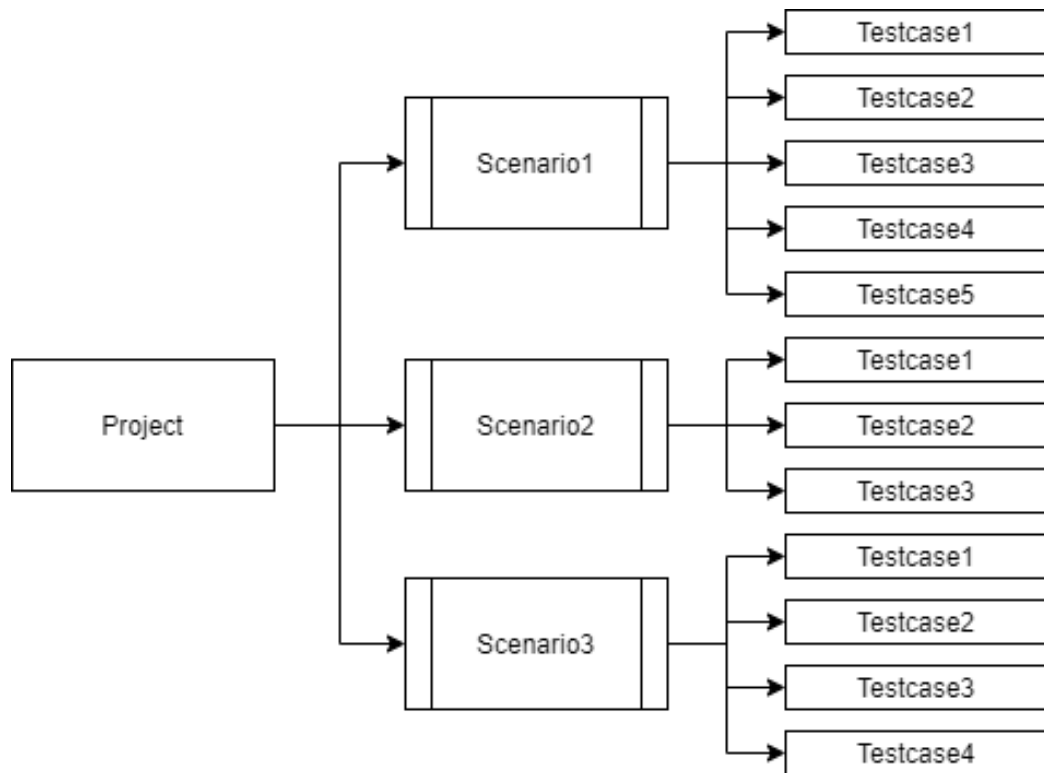 Project
Scenario1
Testcase1
Testcase2
Testcase3
Testcase4
Testcase5
Scenario2
Testcase1
Testcase2
Testcase3
Scenario3
Testcase1
Testcase2
Testcase3
Testcase4